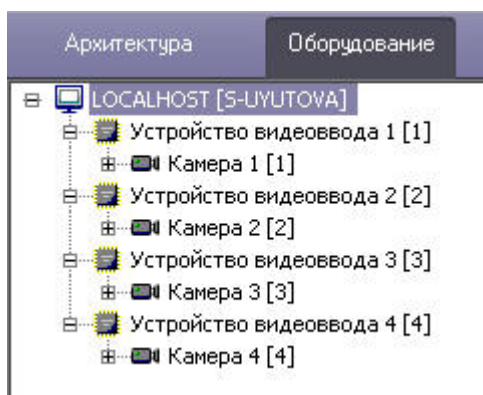 Архитектура Оборудование
LOCALHOST [S-UYUTOVA]
Устройство видеоввода 1 [1]
Камера 1 [1]
Устройство видеоввода 2 [2]
Камера 2 [2]
Устройство видеоввода 3 [3]
Камера 3 [3]
Устройство видеоввода 4 [4]
Камера 4 [4]